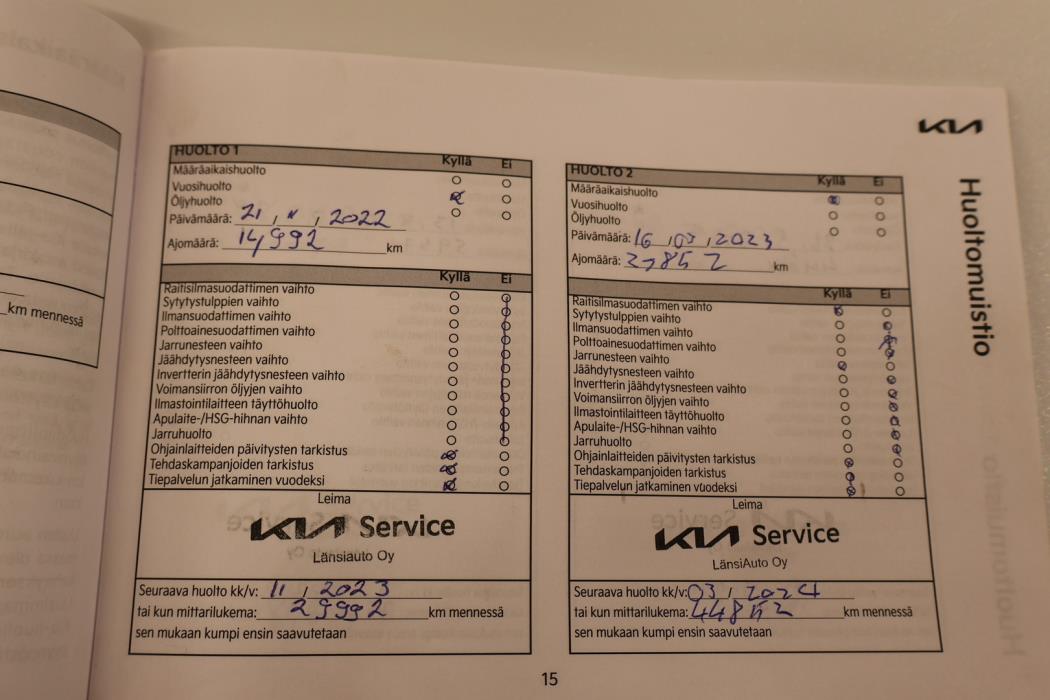 KIA
Huoltomuistio
km mennessä
HUOLTO 1
Kyllä Ei
Määräaikaishuolto
Vuosihuolto
Öljyhuolto
Päivämäärä: 21 , 11 , 2022
Ajomäärä: 14,992 km
Kyllä Ei
Raitisilmasuodattimen vaihto
Sytytystulppien vaihto
Ilmansuodattimen vaihto
Polttoainesuodattimen vaihto
Jarrunesteen vaihto
Jäähdytysnesteen vaihto
Invertterin jäähdytysnesteen vaihto
Voimansiirron öljyjen vaihto
Ilmastointilaitteen täyttöhuolto
Apulaite-/HSG-hihnan vaihto
Jarruhuolto
Ohjainlaitteiden päivitysten tarkistus
Tehdaskampanjoiden tarkistus
Tiepalvelun jatkaminen vuodeksi
Leima
KIA Service
Länsiauto Oy
Seuraava huolto kk/v: 11 , 2023
tai kun mittarilukema: 29992 km mennessä
sen mukaan kumpi ensin saavutetaan
HUOLTO 2
Kyllä Ei
Määräaikaishuolto
Vuosihuolto
Öljyhuolto
Päivämäärä: 16 , 03 , 2023
Ajomäärä: 29852 km
Kyllä Ei
Raitisilmasuodattimen vaihto
Sytytystulppien vaihto
Ilmansuodattimen vaihto
Polttoainesuodattimen vaihto
Jarrunesteen vaihto
Jäähdytysnesteen vaihto
Invertterin jäähdytysnesteen vaihto
Voimansiirron öljyjen vaihto
Ilmastointilaitteen täyttöhuolto
Apulaite-/HSG-hihnan vaihto
Jarruhuolto
Ohjainlaitteiden päivitysten tarkistus
Tehdaskampanjoiden tarkistus
Tiepalvelun jatkaminen vuodeksi
Leima
KIA Service
LänsiAuto Oy
Seuraava huolto kk/v: 03 , 2024
tai kun mittarilukema: 44852 km mennessä
sen mukaan kumpi ensin saavutetaan
15